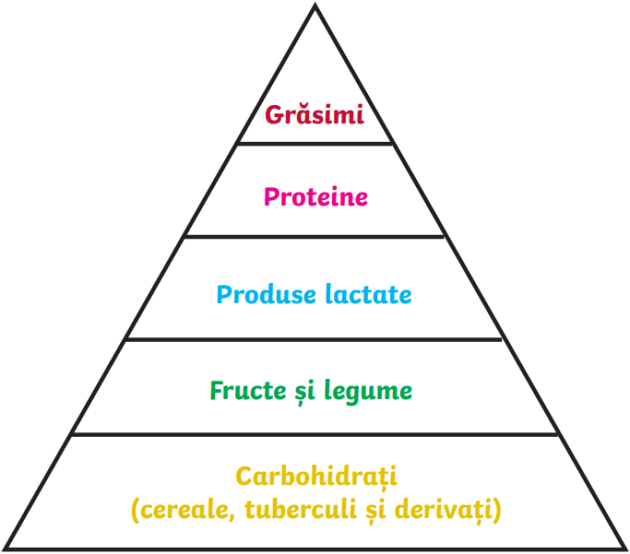 Grăsimi
Proteine
Produse lactate
Fructe și legume
Carbohidrați
(cereale, tuberculi și derivați)